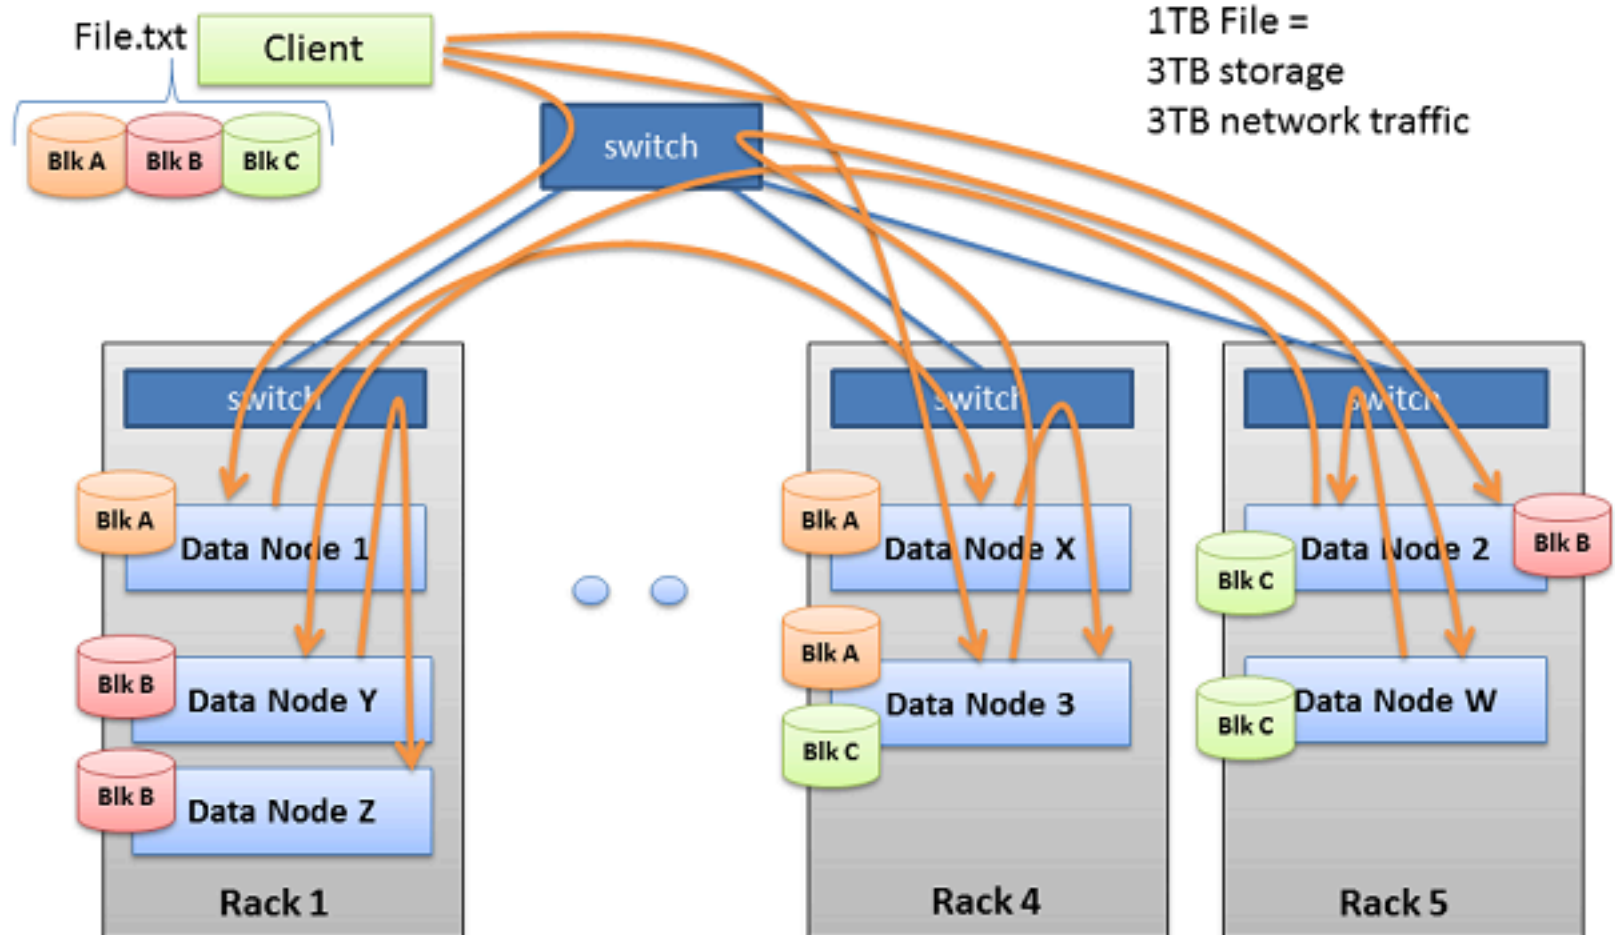 File.txt
Client
1TB File =
3TB storage
3TB network traffic
Blk A
Blk B
Blk C
switch
switch
switch
switch
Blk A
Data Node 1
Blk A
Data Node X
Data Node 2
Blk B
Blk C
Blk B
Data Node Y
Blk A
Data Node 3
Blk C
Data Node W
Blk C
Blk B
Data Node Z
Rack 1
Rack 4
Rack 5